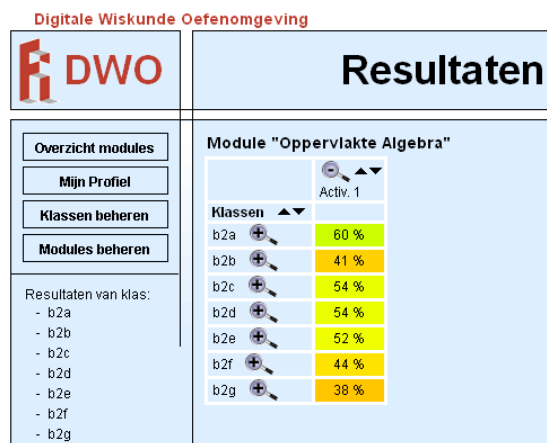 Digitale Wiskunde Oefenomgeving
DWO
Resultaten
Overzicht modules
Mijn Profiel
Klassen beheren
Modules beheren
Resultaten van klas:
- b2a
- b2b
- b2c
- b2d
- b2e
- b2f
- b2g
Module "Oppervlakte Algebra"
Activ. 1
Klassen
b2a 60 %
b2b 41 %
b2c 54 %
b2d 54 %
b2e 52 %
b2f 44 %
b2g 38 %